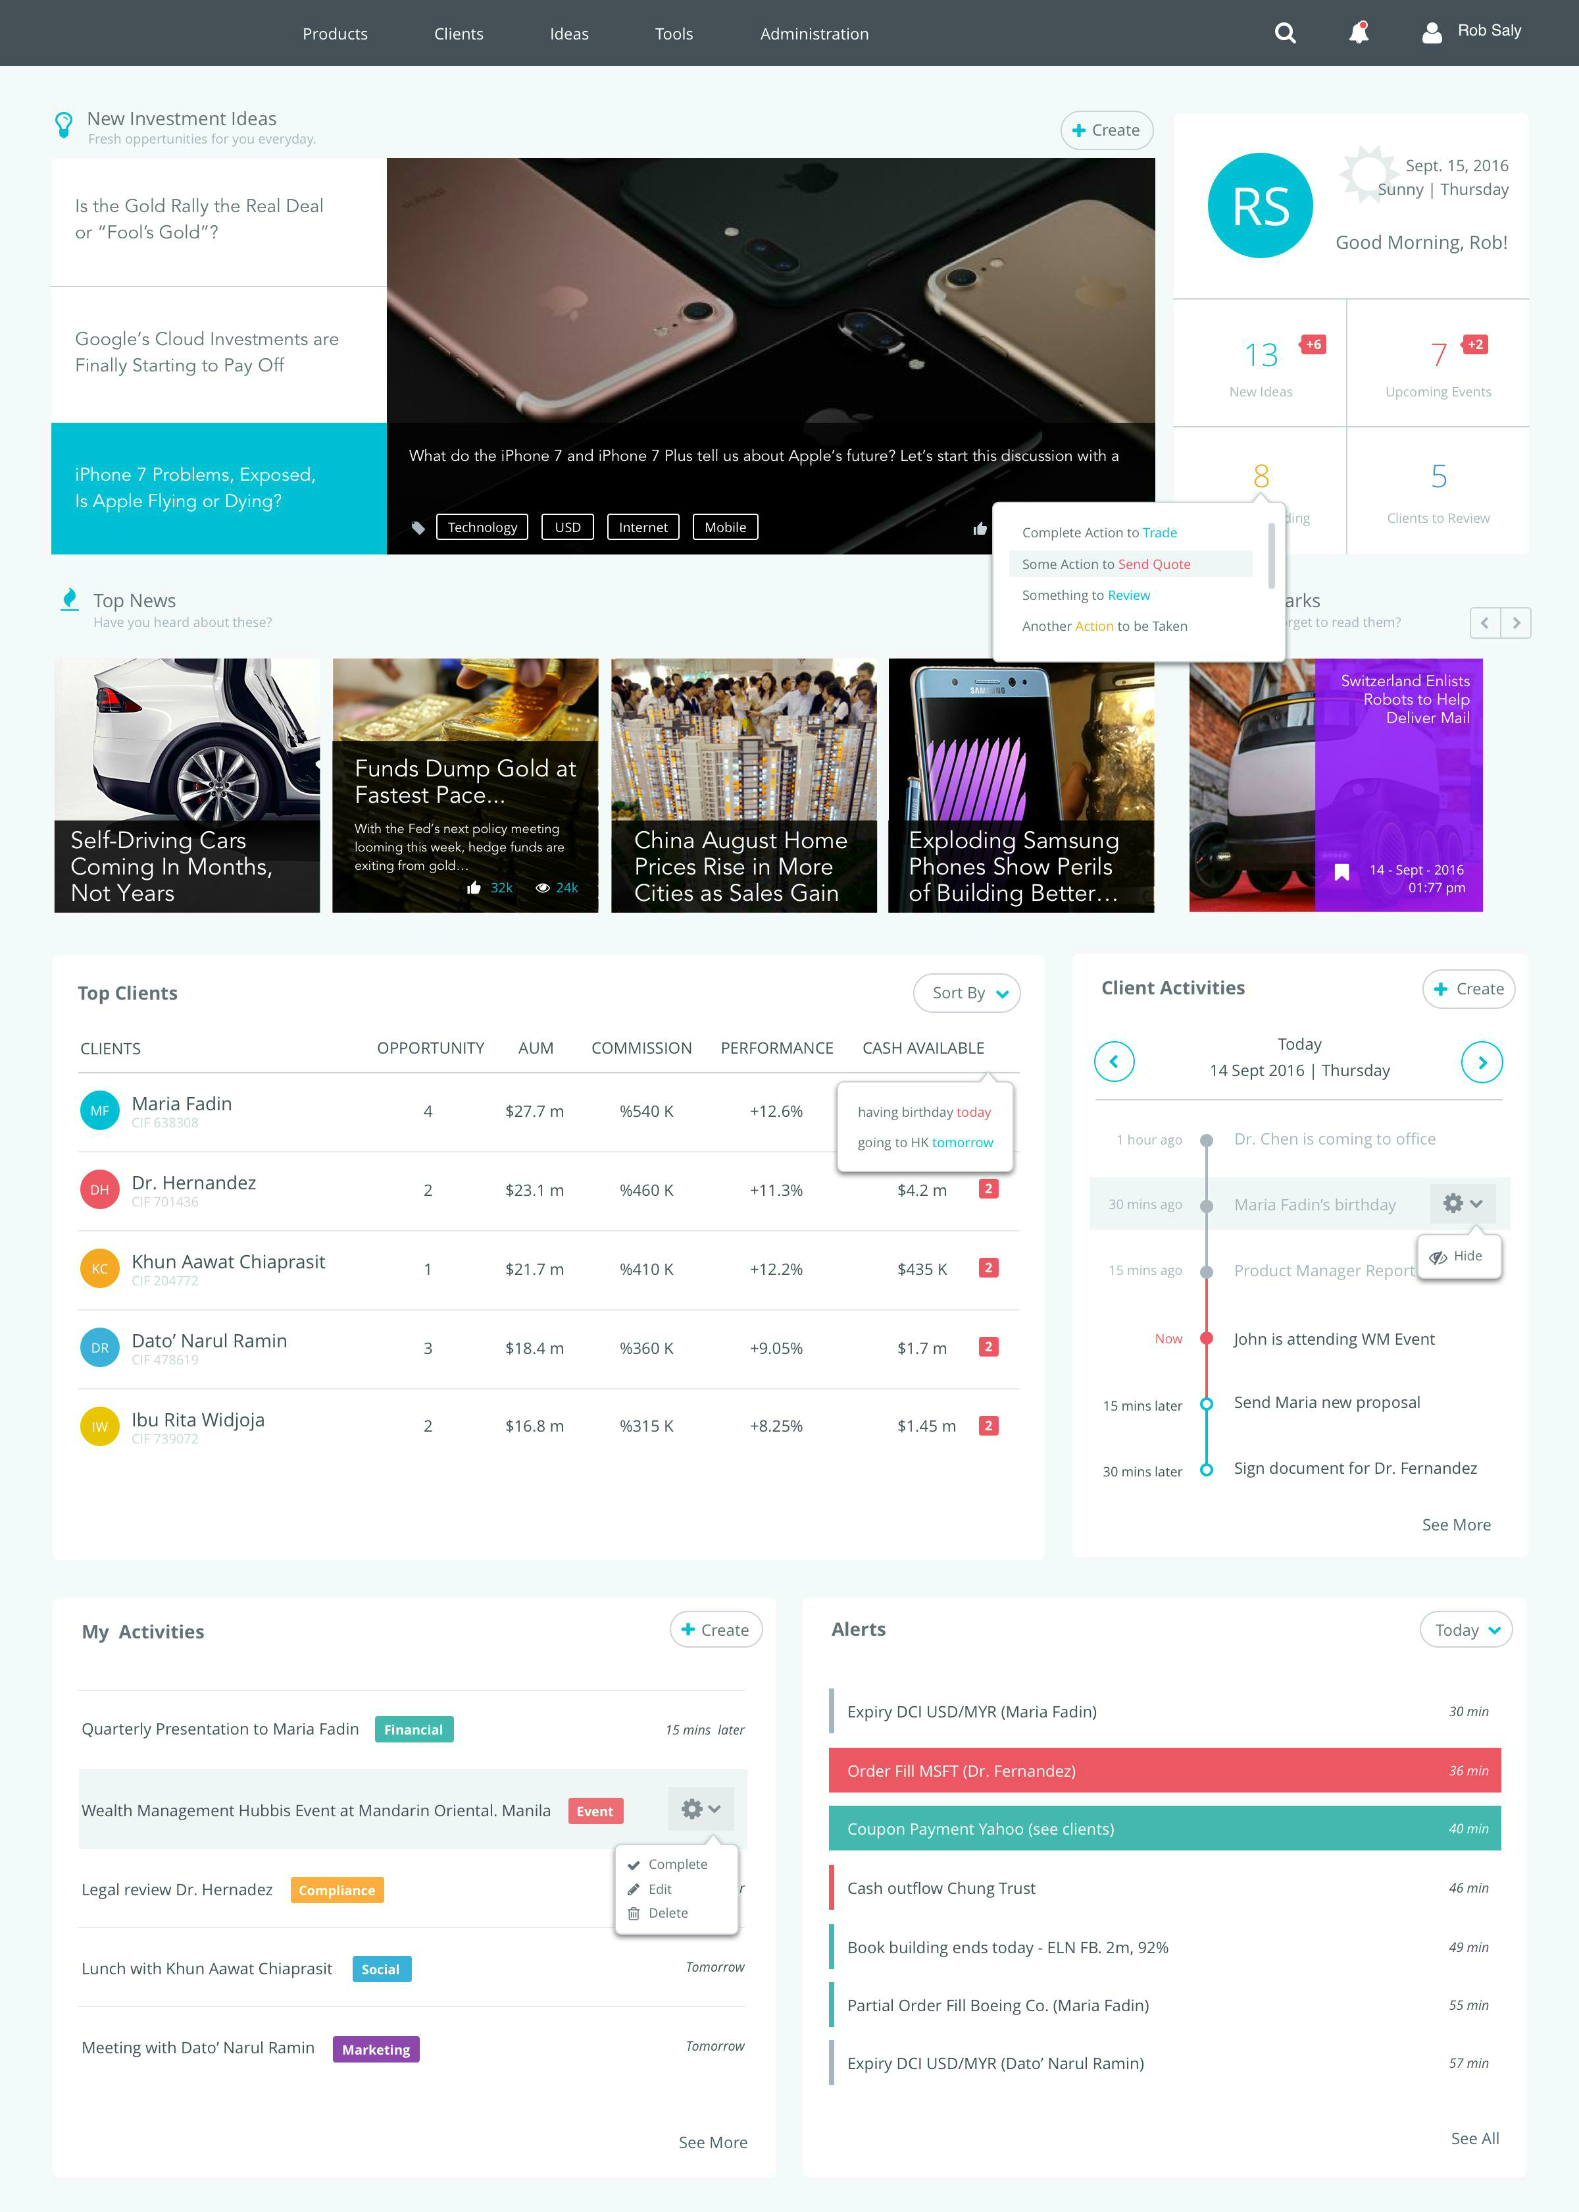 Products Clients Ideas Tools Administration Rob Saly
New Investment Ideas
Fresh oppertunities for you everyday.
Create
Is the Gold Rally the Real Deal
or “Fool’s Gold”?
Google’s Cloud Investments are
Finally Starting to Pay Off
iPhone 7 Problems, Exposed,
Is Apple Flying or Dying?
What do the iPhone 7 and iPhone 7 Plus tell us about Apple’s future? Let’s start this discussion with a
Technology USD Internet Mobile
RS
Sept. 15, 2016
Sunny | Thursday
Good Morning, Rob!
13 +6
New Ideas
7 +2
Upcoming Events
8
ding
5
Clients to Review
Complete Action to Trade
Some Action to Send Quote
Something to Review
Another Action to be Taken
Top News
Have you heard about these?
arks
rget to read them?
Self-Driving Cars
Coming In Months,
Not Years
Funds Dump Gold at
Fastest Pace...
With the Fed’s next policy meeting
looming this week, hedge funds are
exiting from gold...
32k 24k
China August Home
Prices Rise in More
Cities as Sales Gain
SAMSUNG
Exploding Samsung
Phones Show Perils
of Building Better...
Switzerland Enlists
Robots to Help
Deliver Mail
14 - Sept - 2016
01:77 pm
Top Clients
Sort By
CLIENTS OPPORTUNITY AUM COMMISSION PERFORMANCE CASH AVAILABLE
MF Maria Fadin 4 $27.7 m %540 K +12.6%
CIF 638308
having birthday today
going to HK tomorrow
DH Dr. Hernandez 2 $23.1 m %460 K +11.3% $4.2 m 2
CIF 701436
KC Khun Aawat Chiaprasit 1 $21.7 m %410 K +12.2% $435 K 2
CIF 204772
DR Dato’ Narul Ramin 3 $18.4 m %360 K +9.05% $1.7 m 2
CIF 478619
IW Ibu Rita Widjoja 2 $16.8 m %315 K +8.25% $1.45 m 2
CIF 739072
Client Activities
Create
Today
14 Sept 2016 | Thursday
1 hour ago Dr. Chen is coming to office
30 mins ago Maria Fadin’s birthday
Hide
15 mins ago Product Manager Report
Now John is attending WM Event
15 mins later Send Maria new proposal
30 mins later Sign document for Dr. Fernandez
See More
My Activities
Create
Quarterly Presentation to Maria Fadin Financial 15 mins later
Wealth Management Hubbis Event at Mandarin Oriental. Manila Event
Complete
Edit
Delete
Legal review Dr. Hernadez Compliance r
Lunch with Khun Aawat Chiaprasit Social Tomorrow
Meeting with Dato’ Narul Ramin Marketing Tomorrow
See More
Alerts
Today
Expiry DCI USD/MYR (Maria Fadin) 30 min
Order Fill MSFT (Dr. Fernandez) 36 min
Coupon Payment Yahoo (see clients) 40 min
Cash outflow Chung Trust 46 min
Book building ends today - ELN FB. 2m, 92% 49 min
Partial Order Fill Boeing Co. (Maria Fadin) 55 min
Expiry DCI USD/MYR (Dato’ Narul Ramin) 57 min
See All